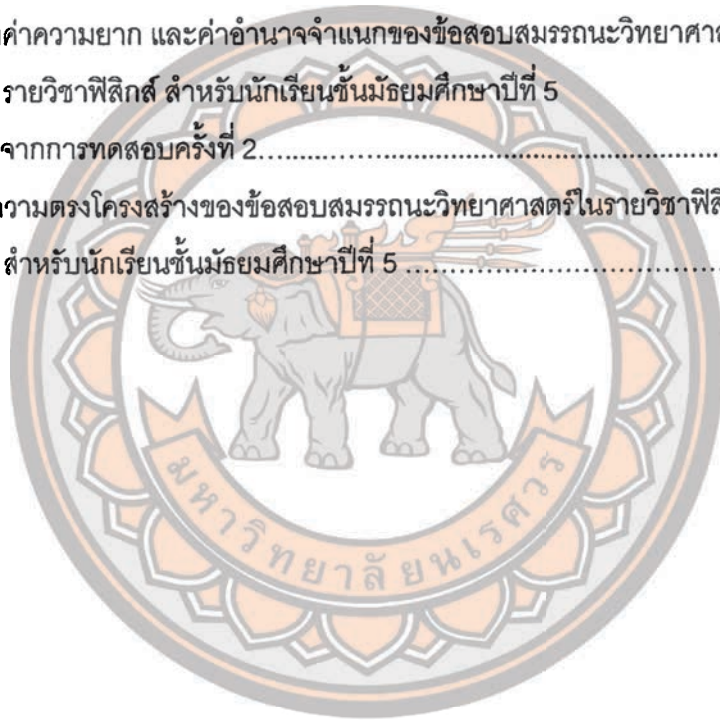 ค่าความยาก และค่าอำนาจจำแนกของข้อสอบสมรรถนะวิทยาศา
รายวิชาฟิสิกส์ สำหรับนักเรียนชั้นมัธยมศึกษาปีที่ 5
จากการทดสอบครั้งที่ 2................................................................
ความตรงโครงสร้างของข้อสอบสมรรถนะวิทยาศาสตร์ในรายวิชาฟิสิ
สำหรับนักเรียนชั้นมัธยมศึกษาปีที่ 5 ............................................
มหาวิทยาลัยนเรศวร